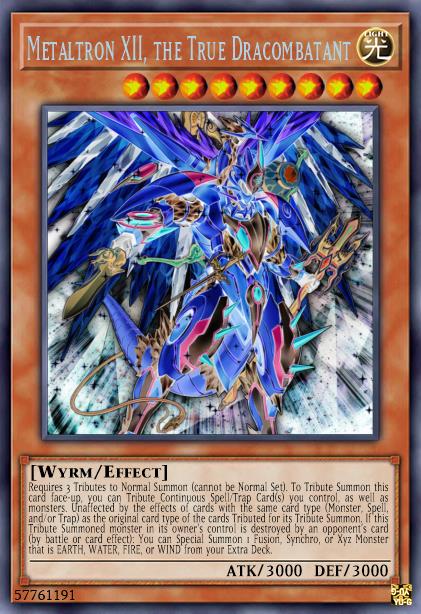 Metaltron XII, the True Dracombatant
LIGHT
光
[Wyrm/Effect]
Requires 3 Tributes to Normal Summon (cannot be Normal Set). To Tribute Summon this
card face-up, you can Tribute Continuous Spell/Trap Card(s) you control, as well as
monsters. Unaffected by the effects of cards with the same card type (Monster, Spell,
and/or Trap) as the original card type of the cards Tributed for its Tribute Summon. If this
Tribute Summoned monster in its owner's control is destroyed by an opponent's card
(by battle or card effect): You can Special Summon 1 Fusion, Synchro, or Xyz Monster
that is EARTH, WATER, FIRE, or WIND from your Extra Deck.
ATK/3000 DEF/3000
57761191